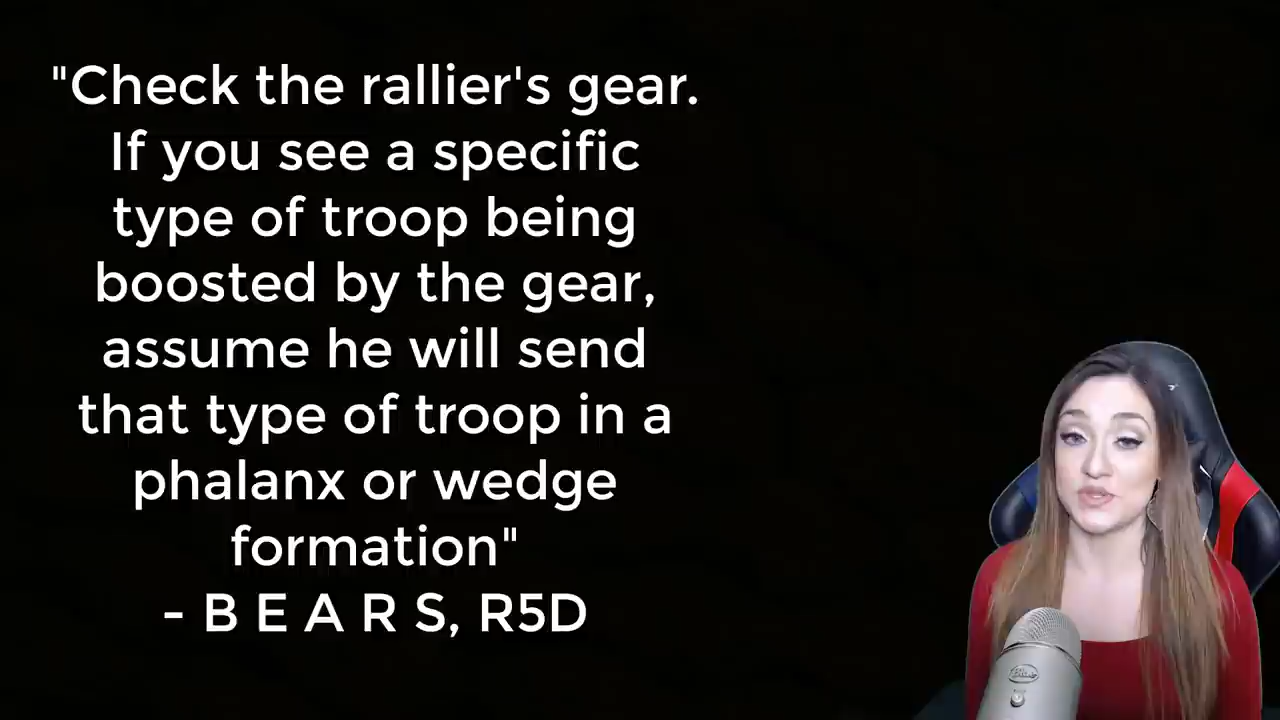 "Check the rallier's gear.
If you see a specific
type of troop being
boosted by the gear,
assume he will send
that type of troop in a
phalanx or wedge
formation"
- B E A R S, R5D
Blue